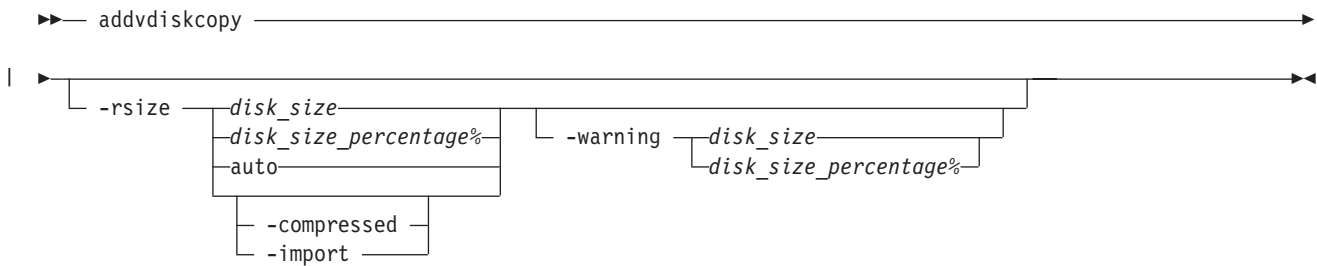 addvdiskcopy
|
-rsize disk_size
disk_size_percentage% -warning disk_size
auto disk_size_percentage%
-compressed
-import